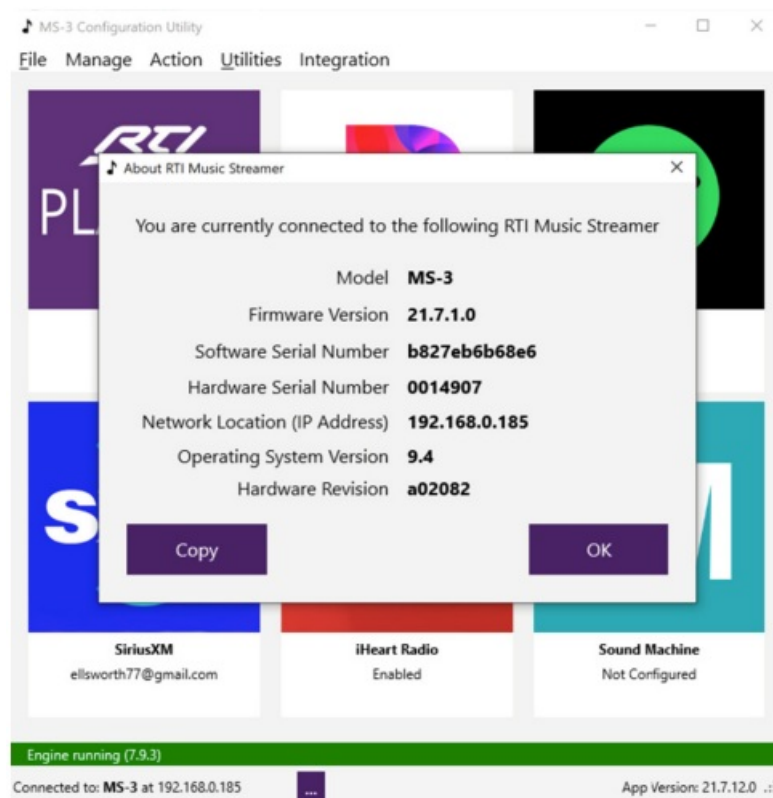 MS-3 Configuration Utility
File Manage Action Utilities Integration
RTI
PL
About RTI Music Streamer
You are currently connected to the following RTI Music Streamer
Model MS-3
Firmware Version 21.7.1.0
Software Serial Number b827eb6b68e6
Hardware Serial Number 0014907
Network Location (IP Address) 192.168.0.185
Operating System Version 9.4
Hardware Revision a02082
Copy OK
S
SiriusXM iHeart Radio Sound Machine
ellsworth77@gmail.com Enabled Not Configured
Engine running (7.9.3)
Connected to: MS-3 at 192.168.0.185 ... App Version: 21.7.12.0